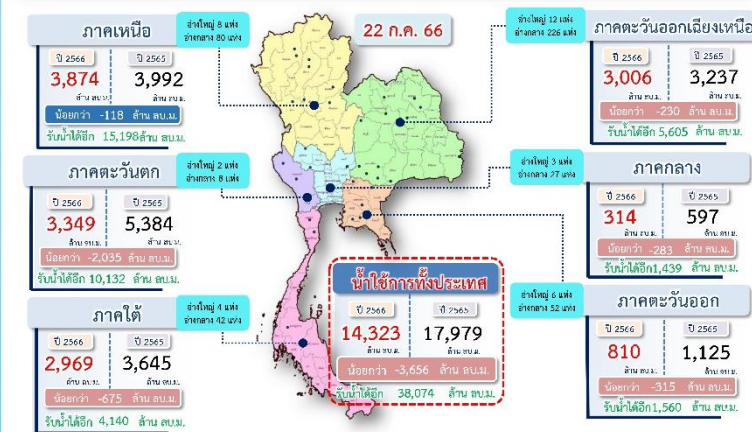 22 ก.ค. 66
ภาคเหนือ
ปี 2566 ปี 2565
3,874 3,992
ล้าน ลบ.ม. ล้าน ลบ.ม.
น้อยกว่า -118 ล้าน ลบ.ม.
รับน้ำได้อีก 15,198 ล้าน ลบ.ม.
อ่างใหญ่ 8 แห่ง
อ่างกลาง 80 แห่ง
ภาคตะวันออกเฉียงเหนือ
ปี 2566 ปี 2565
3,006 3,237
ล้าน ลบ.ม. ล้าน ลบ.ม.
น้อยกว่า -230 ล้าน ลบ.ม.
รับน้ำได้อีก 5,605 ล้าน ลบ.ม.
อ่างใหญ่ 12 แห่ง
อ่างกลาง 226 แห่ง
ภาคตะวันตก
ปี 2566 ปี 2565
3,349 5,384
ล้าน ลบ.ม. ล้าน ลบ.ม.
น้อยกว่า -2,035 ล้าน ลบ.ม.
รับน้ำได้อีก 10,132 ล้าน ลบ.ม.
อ่างใหญ่ 2 แห่ง
อ่างกลาง 8 แห่ง
ภาคกลาง
ปี 2566 ปี 2565
314 597
ล้าน ลบ.ม. ล้าน ลบ.ม.
น้อยกว่า -283 ล้าน ลบ.ม.
รับน้ำได้อีก1,439 ล้าน ลบ.ม.
อ่างใหญ่ 3 แห่ง
อ่างกลาง 27 แห่ง
ภาคใต้
ปี 2566 ปี 2565
2,969 3,645
ล้าน ลบ.ม. ล้าน ลบ.ม.
น้อยกว่า -675 ล้าน ลบ.ม.
รับน้ำได้อีก 4,140 ล้าน ลบ.ม.
อ่างใหญ่ 4 แห่ง
อ่างกลาง 42 แห่ง
น้ำใช้การทั้งประเทศ
ปี 2566 ปี 2565
14,323 17,979
ล้าน ลบ.ม. ล้าน ลบ.ม.
น้อยกว่า -3,656 ล้าน ลบ.ม.
รับน้ำได้อีก 38,074 ล้าน ลบ.ม.
ภาคตะวันออก
ปี 2566 ปี 2565
810 1,125
ล้าน ลบ.ม. ล้าน ลบ.ม.
น้อยกว่า -315 ล้าน ลบ.ม.
รับน้ำได้อีก1,560 ล้าน ลบ.ม.
อ่างใหญ่ 6 แห่ง
อ่างกลาง 52 แห่ง